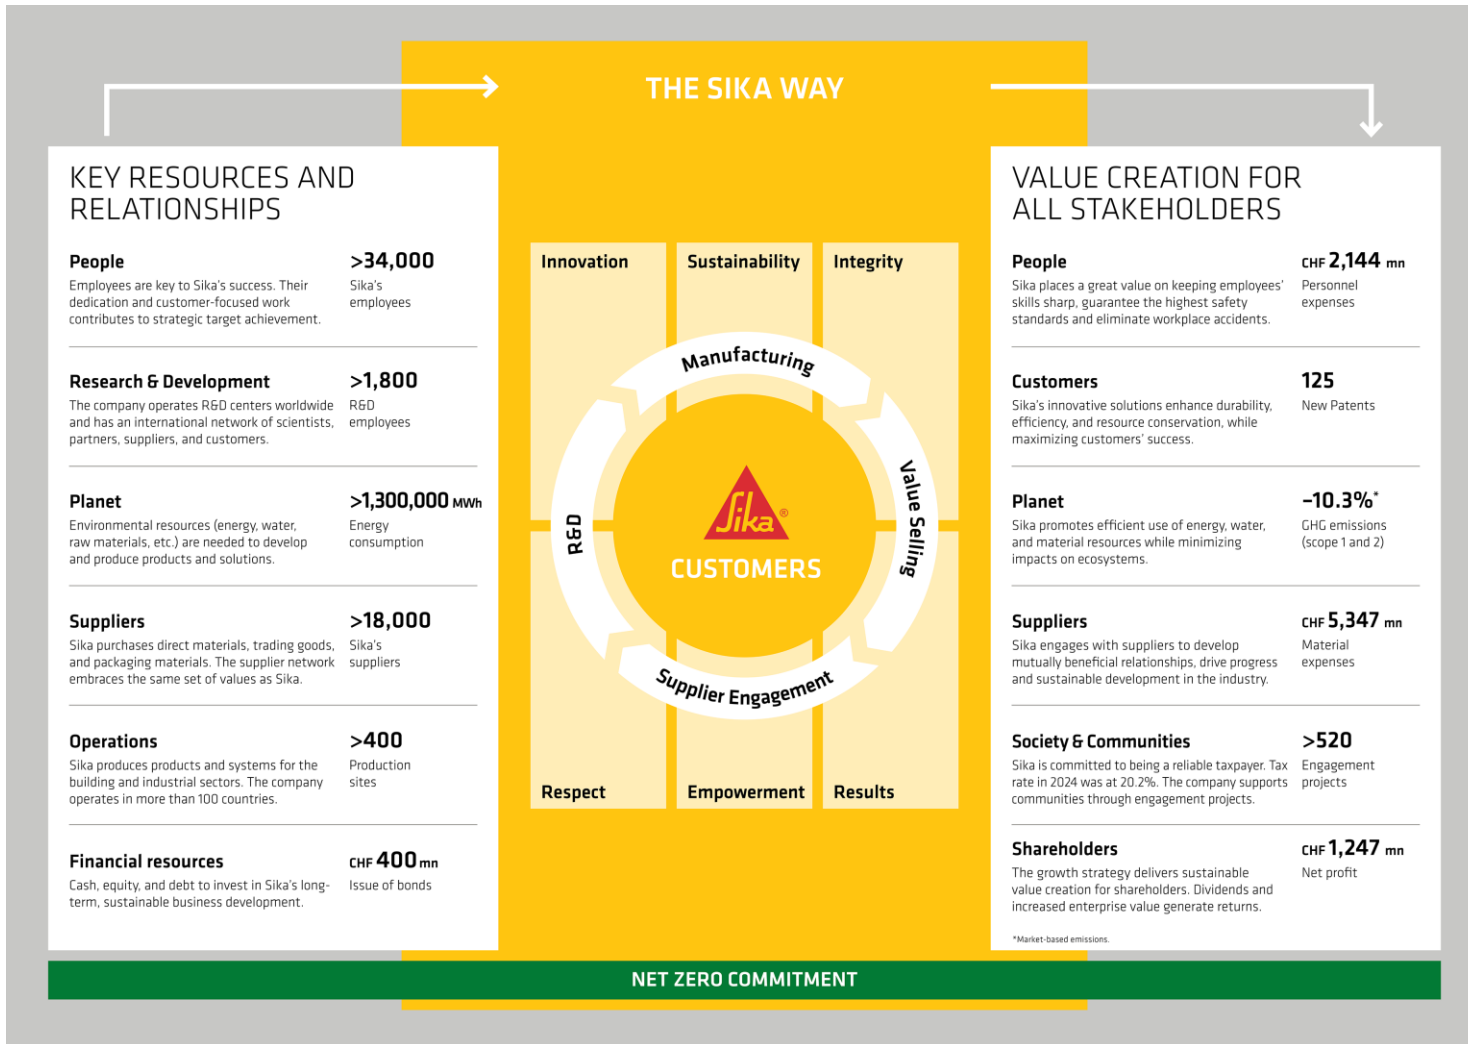 THE SIKA WAY
KEY RESOURCES AND
RELATIONSHIPS
People
>34,000
Employees are key to Sika's success. Their
dedication and customer-focused work
contributes to strategic target achievement.
Sika's
employees
Research & Development
>1,800
The company operates R&D centers worldwide
and has an international network of scientists,
partners, suppliers, and customers.
R&D
employees
Planet
>1,300,000 MWh
Environmental resources (energy, water,
raw materials, etc.) are needed to develop
and produce products and solutions.
Energy
consumption
Suppliers
>18,000
Sika purchases direct materials, trading goods,
and packaging materials. The supplier network
embraces the same set of values as Sika.
Sika's
suppliers
Operations
>400
Sika produces products and systems for the
building and industrial sectors. The company
operates in more than 100 countries.
Production
sites
Financial resources
CHF 400 mn
Cash, equity, and debt to invest in Sika's long-
term, sustainable business development.
Issue of bonds
Innovation
Sustainability
Integrity
Manufacturing
Value Selling
Supplier Engagement
R&D
Sika®
CUSTOMERS
Respect
Empowerment
Results
VALUE CREATION FOR
ALL STAKEHOLDERS
People
CHF 2,144 mn
Sika places a great value on keeping employees'
skills sharp, guarantee the highest safety
standards and eliminate workplace accidents.
Personnel
expenses
Customers
125
Sika's innovative solutions enhance durability,
efficiency, and resource conservation, while
maximizing customers' success.
New Patents
Planet
-10.3%*
Sika promotes efficient use of energy, water,
and material resources while minimizing
impacts on ecosystems.
GHG emissions
(scope 1 and 2)
Suppliers
CHF 5,347 mn
Sika engages with suppliers to develop
mutually beneficial relationships, drive progress
and sustainable development in the industry.
Material
expenses
Society & Communities
>520
Sika is committed to being a reliable taxpayer. Tax
rate in 2024 was at 20.2%. The company supports
communities through engagement projects.
Engagement
projects
Shareholders
CHF 1,247 mn
The growth strategy delivers sustainable
value creation for shareholders. Dividends and
increased enterprise value generate returns.
Net profit
*Market-based emissions.
NET ZERO COMMITMENT